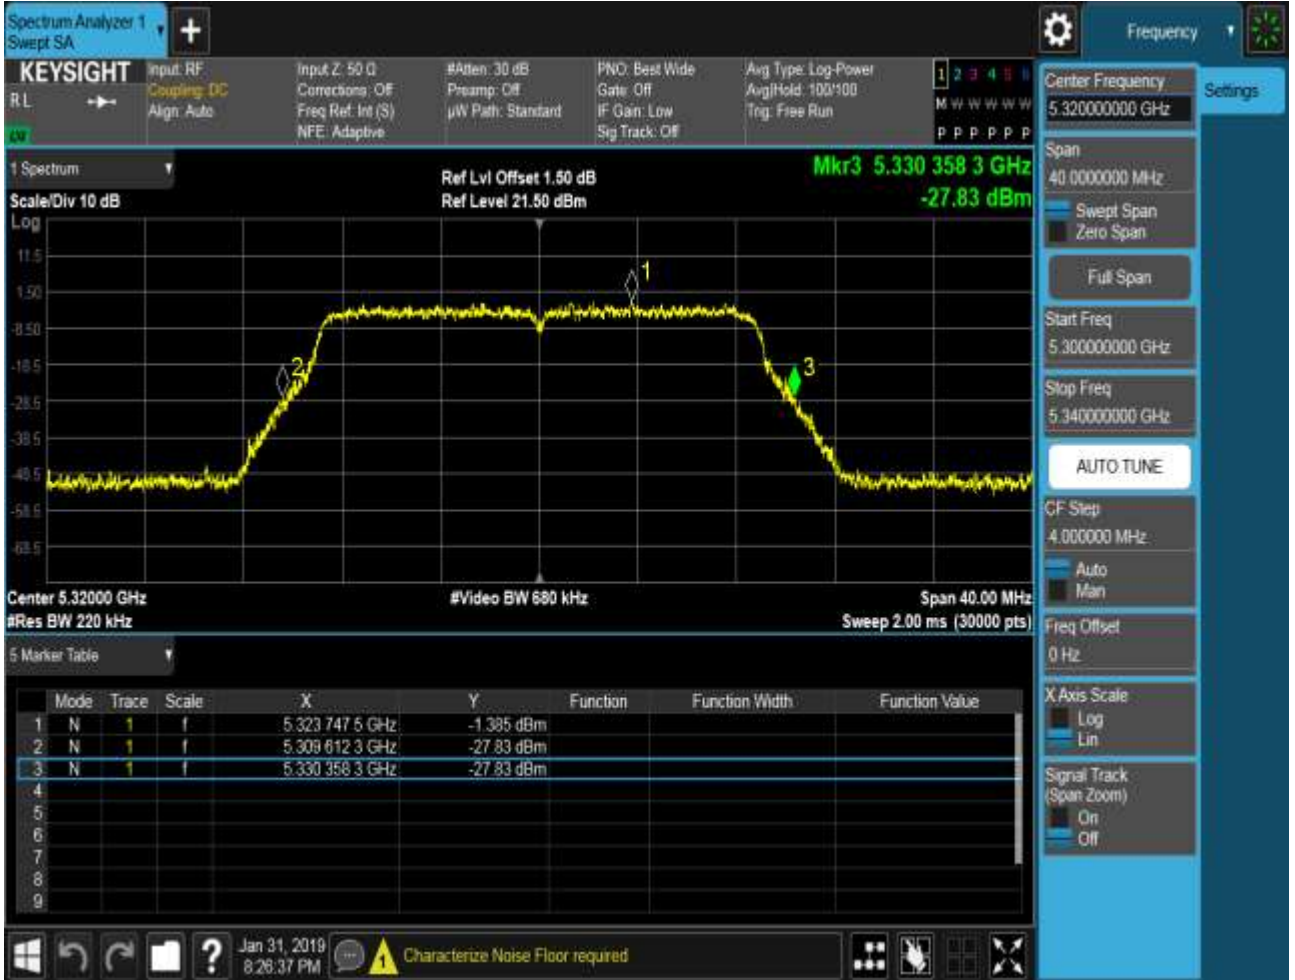 Spectrum Analyzer 1
Swept SA
+
Frequency
KEYSIGHT
R L
Input: RF
Coupling: DC
Align: Auto
Input Z: 50 Ω
Corrections: Off
Freq Ref: Int (S)
NFE: Adaptive
#Atten: 30 dB
Preamp: Off
µW Path: Standard
PNO: Best Wide
Gate: Off
IF Gain: Low
Sig Track: Off
Avg Type: Log-Power
Avg|Hold: 100/100
Trig: Free Run
1 2 3 4 5 6
M W W W W W
P P P P P P
1 Spectrum
Scale/Div 10 dB
Ref Lvl Offset 1.50 dB
Ref Level 21.50 dBm
Mkr3 5.330 358 3 GHz
-27.83 dBm
Log
11.5
1.50
-8.50
-18.5
-28.5
-38.5
-48.5
-58.5
-68.5
1
2
3
Center 5.32000 GHz
#Video BW 680 kHz
Span 40.00 MHz
#Res BW 220 kHz
Sweep 2.00 ms (30000 pts)
5 Marker Table
Mode Trace Scale X Y Function Function Width Function Value
1 N 1 f 5.323 747 5 GHz -1.385 dBm
2 N 1 f 5.309 612 3 GHz -27.83 dBm
3 N 1 f 5.330 358 3 GHz -27.83 dBm
4
5
6
7
8
9
?
Jan 31, 2019
8:26:37 PM
1
Characterize Noise Floor required
Settings
Center Frequency
5.320000000 GHz
Span
40.0000000 MHz
Swept Span
Zero Span
Full Span
Start Freq
5.300000000 GHz
Stop Freq
5.340000000 GHz
AUTO TUNE
CF Step
4.000000 MHz
Auto
Man
Freq Offset
0 Hz
X Axis Scale
Log
Lin
Signal Track
(Span Zoom)
On
Off